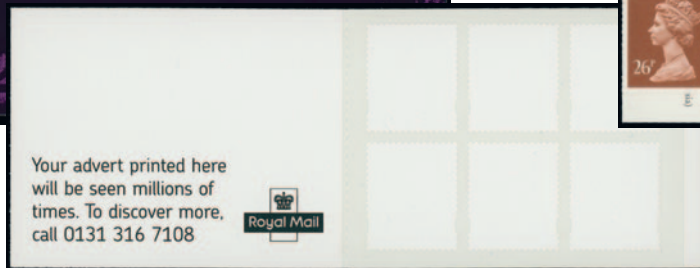 26P
Your advert printed here
will be seen millions of
times. To discover more,
call 0131 316 7108
Royal Mail